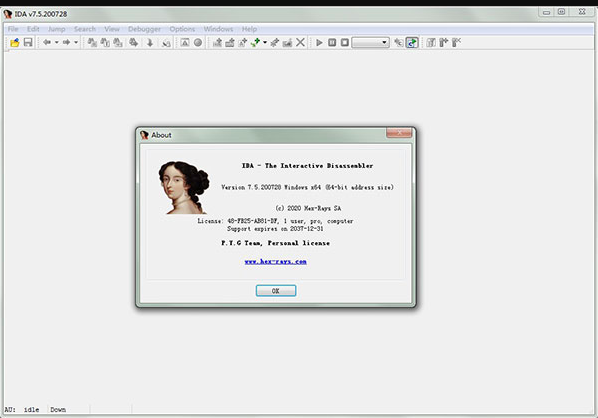 IDA v7.5.200728
File Edit Jump Search View Debugger Options Windows Help
About
IDA - The Interactive Disassembler
Version 7.5.200728 Windows x64 (64-bit address size)
(c) 2020 Hex-Rays SA
License: 48-FB25-AB81-DF, 1 user, pro, computer
Support expires on 2037-12-31
P.Y.G Team, Personal license
www.hex-rays.com
OK
AU: idle Down